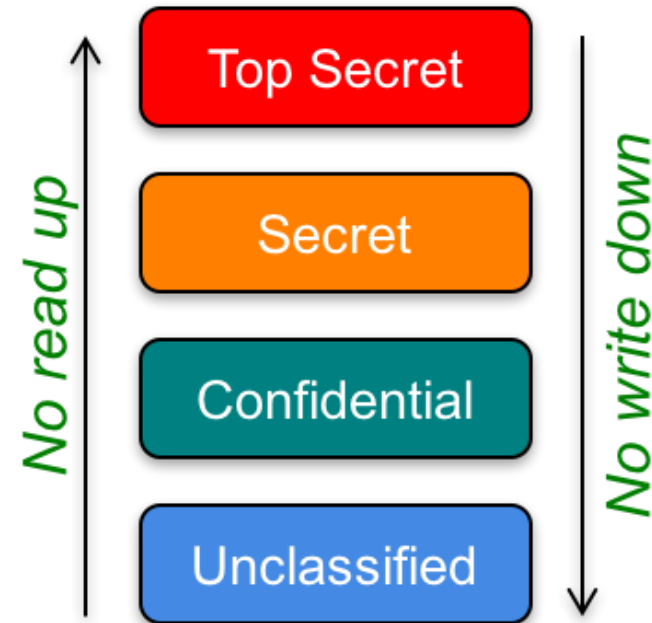 Top Secret
Secret
Confidential
Unclassified
No read up
No write down